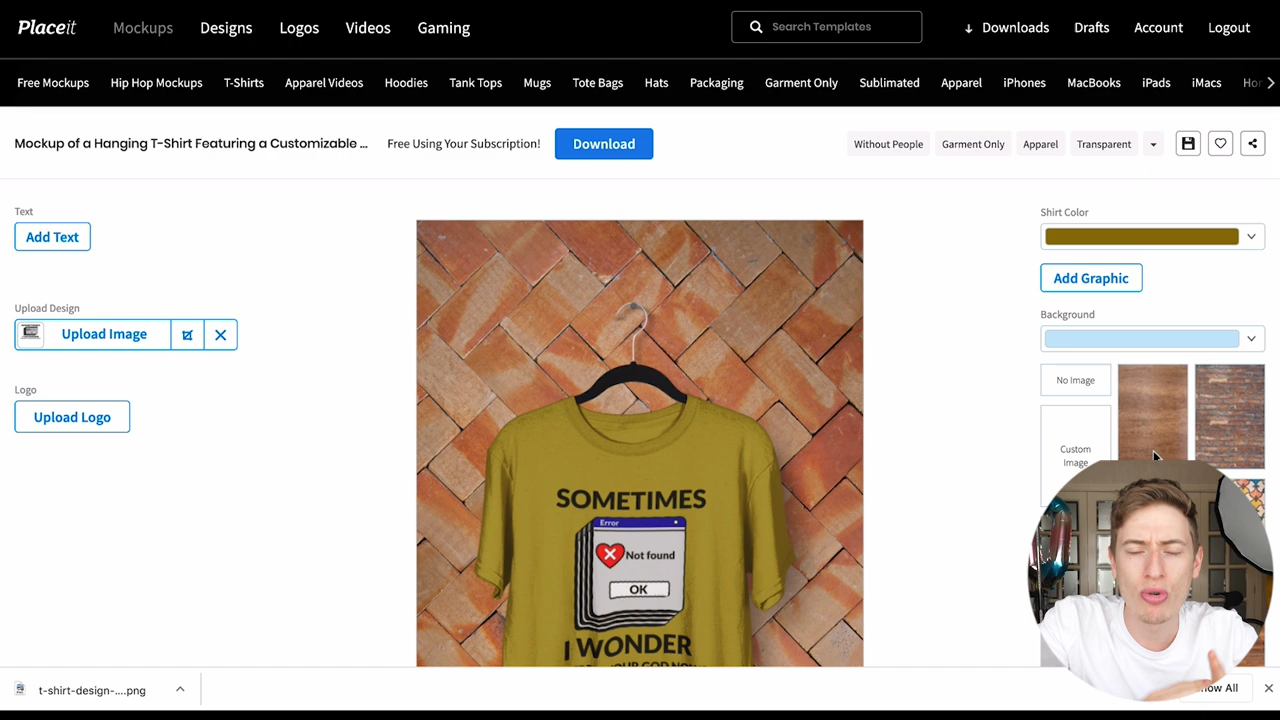 Placeit
Mockups
Designs
Logos
Videos
Gaming
Search Templates
Downloads
Drafts
Account
Logout
Free Mockups
Hip Hop Mockups
T-Shirts
Apparel Videos
Hoodies
Tank Tops
Mugs
Tote Bags
Hats
Packaging
Garment Only
Sublimated
Apparel
iPhones
MacBooks
iPads
iMacs
Mockup of a Hanging T-Shirt Featuring a Customizable ...
Free Using Your Subscription!
Download
Without People
Garment Only
Apparel
Transparent
Text
Add Text
Upload Design
Upload Image
Logo
Upload Logo
Shirt Color
Add Graphic
Background
No Image
Custom
Image
SOMETIMES
Error
Not found
OK
I WONDER
t-shirt-design-....png
All